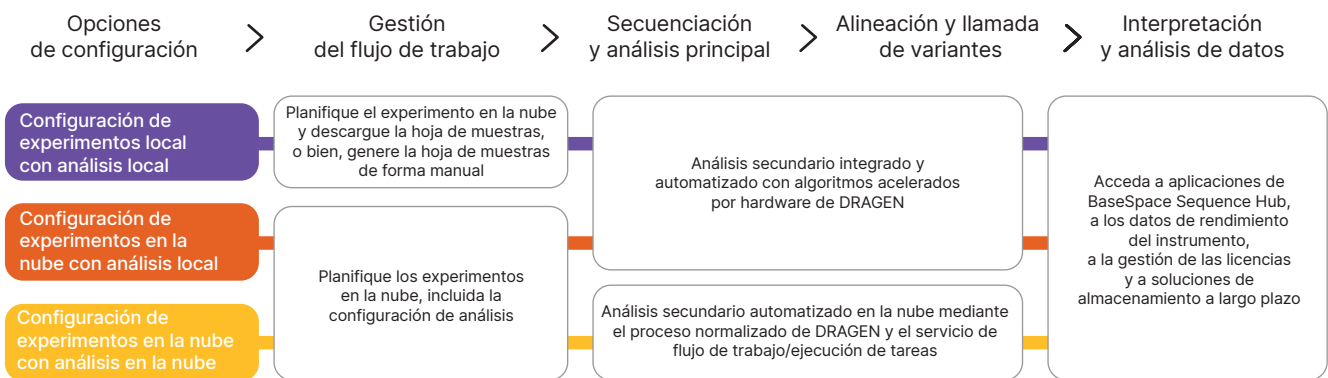 Opciones
de configuración
Gestión
del flujo de trabajo
Secuenciación
y análisis principal
Alineación y llamada
de variantes
Interpretación
y análisis de datos
Configuración de
experimentos local
con análisis local
Planifique el experimento en la nube
y descargue la hoja de muestras,
o bien, genere la hoja de muestras
de forma manual
Análisis secundario integrado y
automatizado con algoritmos acelerados
por hardware de DRAGEN
Acceda a aplicaciones de
BaseSpace Sequence Hub,
a los datos de rendimiento
del instrumento,
a la gestión de las licencias
y a soluciones de
almacenamiento a largo plazo
Configuración de
experimentos en la
nube con análisis local
Planifique los experimentos
en la nube, incluida la
configuración de análisis
Configuración de
experimentos en la nube
con análisis en la nube
Análisis secundario automatizado en la nube mediante
el proceso normalizado de DRAGEN y el servicio de
flujo de trabajo/ejecución de tareas